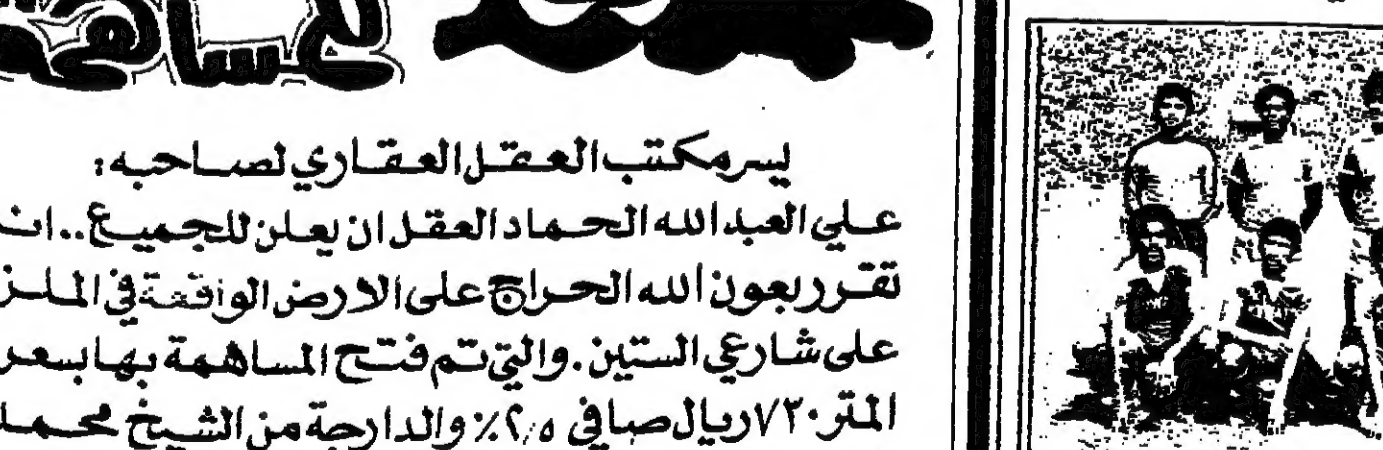 لمساهمة
يسر مكتب العقل العقاري لصاحبه:
علي العبدالله الحماد العقل ان يعلن للجميع .. انه
تقرر بعون الله الحراج على الارض الواقعة في الملز
على شارعي الستين . والتي تم فتح المساهمة بها بسعر
المتر ٧٣٠ ريال صافي ٢,٥٪ والدارجة من الشيخ محمد